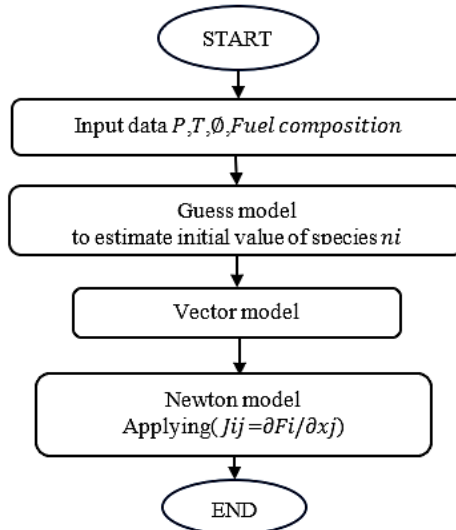 START
Input data P,T,Ø,Fuel composition
Guess model
to estimate initial value of species ni
Vector model
Newton model
Applying( Jij =∂Fi/∂xj)
END